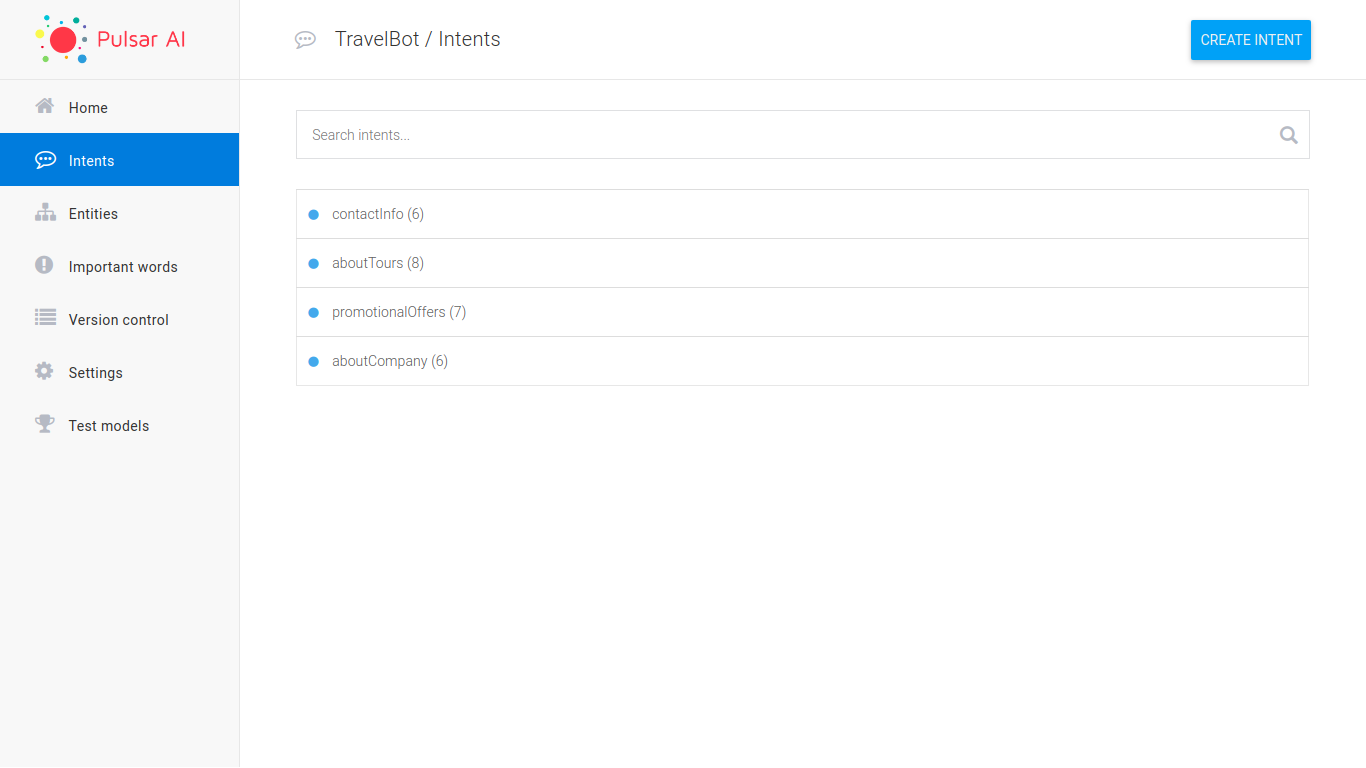 Pulsar AI
TravelBot / Intents
CREATE INTENT
Home
Intents
Entities
Important words
Version control
Settings
Test models
Search intents...
contactInfo (6)
aboutTours (8)
promotionalOffers (7)
aboutCompany (6)